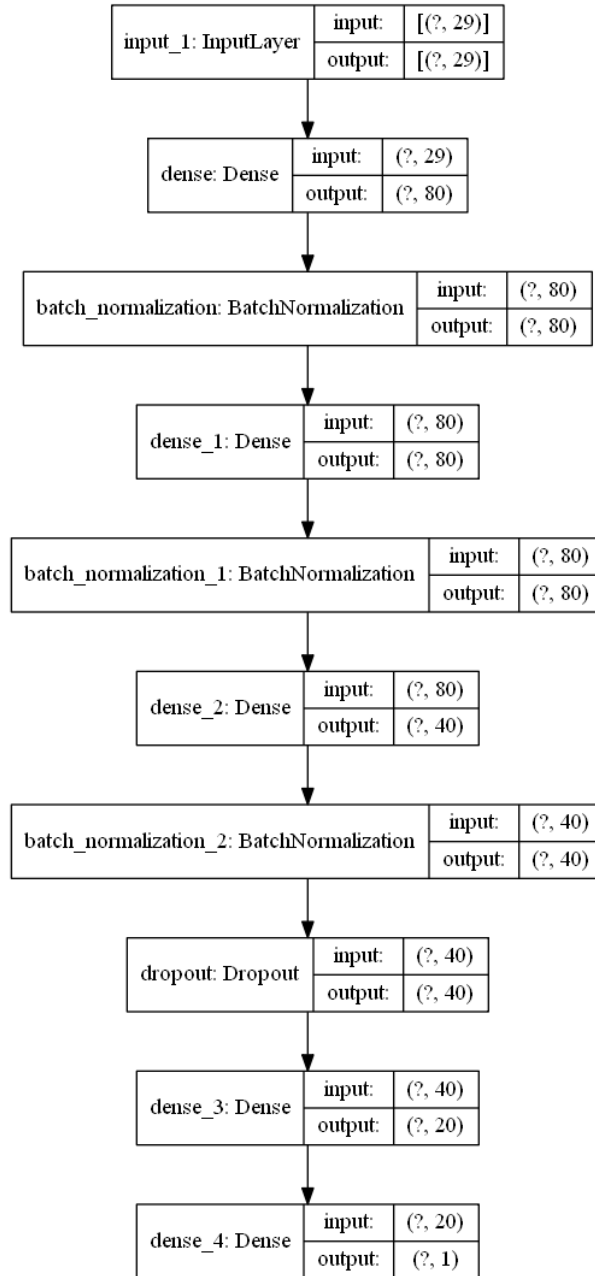 input_1: InputLayer input: [(?, 29)]
output: [(?, 29)]
dense: Dense input: (?, 29)
output: (?, 80)
batch_normalization: BatchNormalization input: (?, 80)
output: (?, 80)
dense_1: Dense input: (?, 80)
output: (?, 80)
batch_normalization_1: BatchNormalization input: (?, 80)
output: (?, 80)
dense_2: Dense input: (?, 80)
output: (?, 40)
batch_normalization_2: BatchNormalization input: (?, 40)
output: (?, 40)
dropout: Dropout input: (?, 40)
output: (?, 40)
dense_3: Dense input: (?, 40)
output: (?, 20)
dense_4: Dense input: (?, 20)
output: (?, 1)